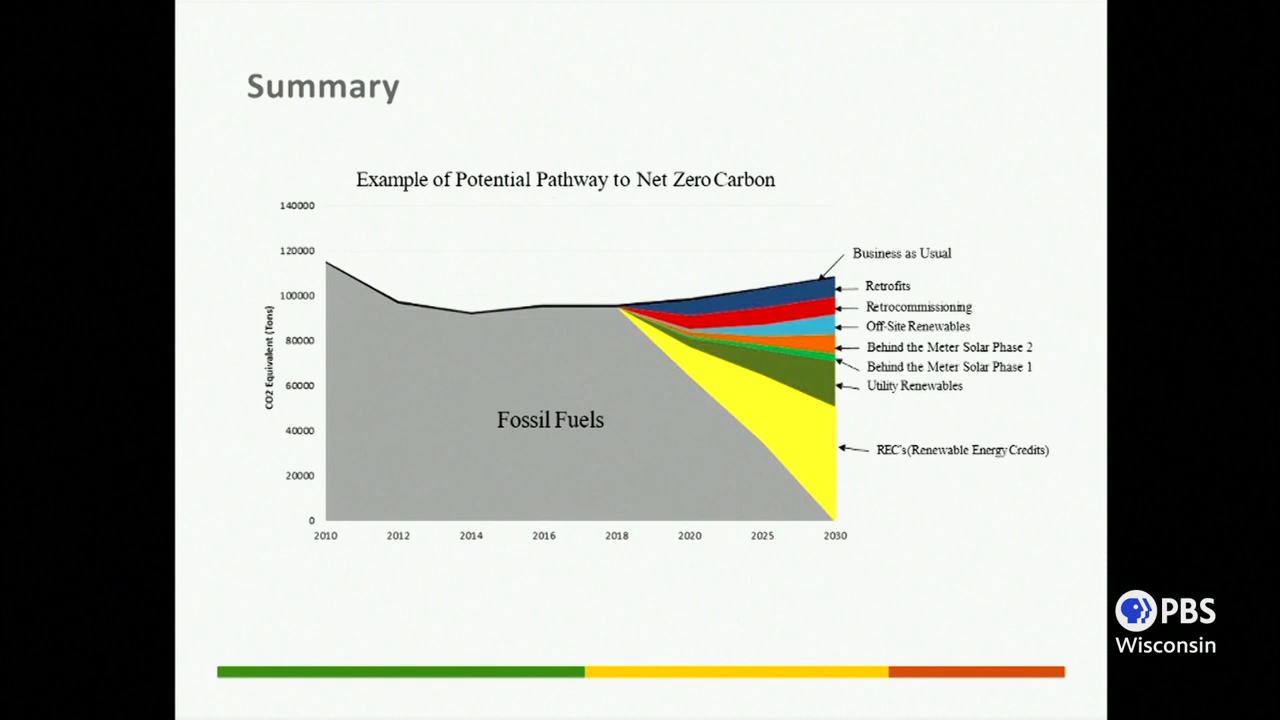 Summary
Example of Potential Pathway to Net Zero Carbon
140000
120000
100000
80000
60000
40000
20000
0
CO2 Equivalent (Tons)
2010 2012 2014 2016 2018 2020 2025 2030
Fossil Fuels
Business as Usual
Retrofits
Retrocommissioning
Off-Site Renewables
Behind the Meter Solar Phase 2
Behind the Meter Solar Phase 1
Utility Renewables
REC's (Renewable Energy Credits)
PBS
Wisconsin